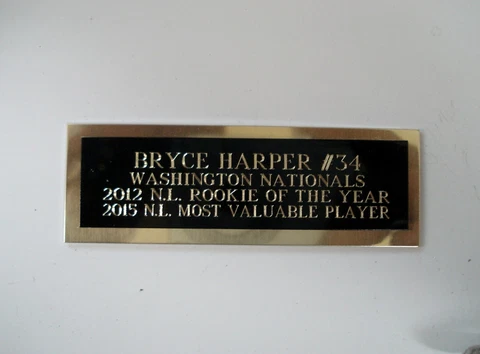 BRYCE HARPER #34
WASHINGTON NATIONALS
2012 N.L. ROOKIE OF THE YEAR
2015 N.L. MOST VALUABLE PLAYER